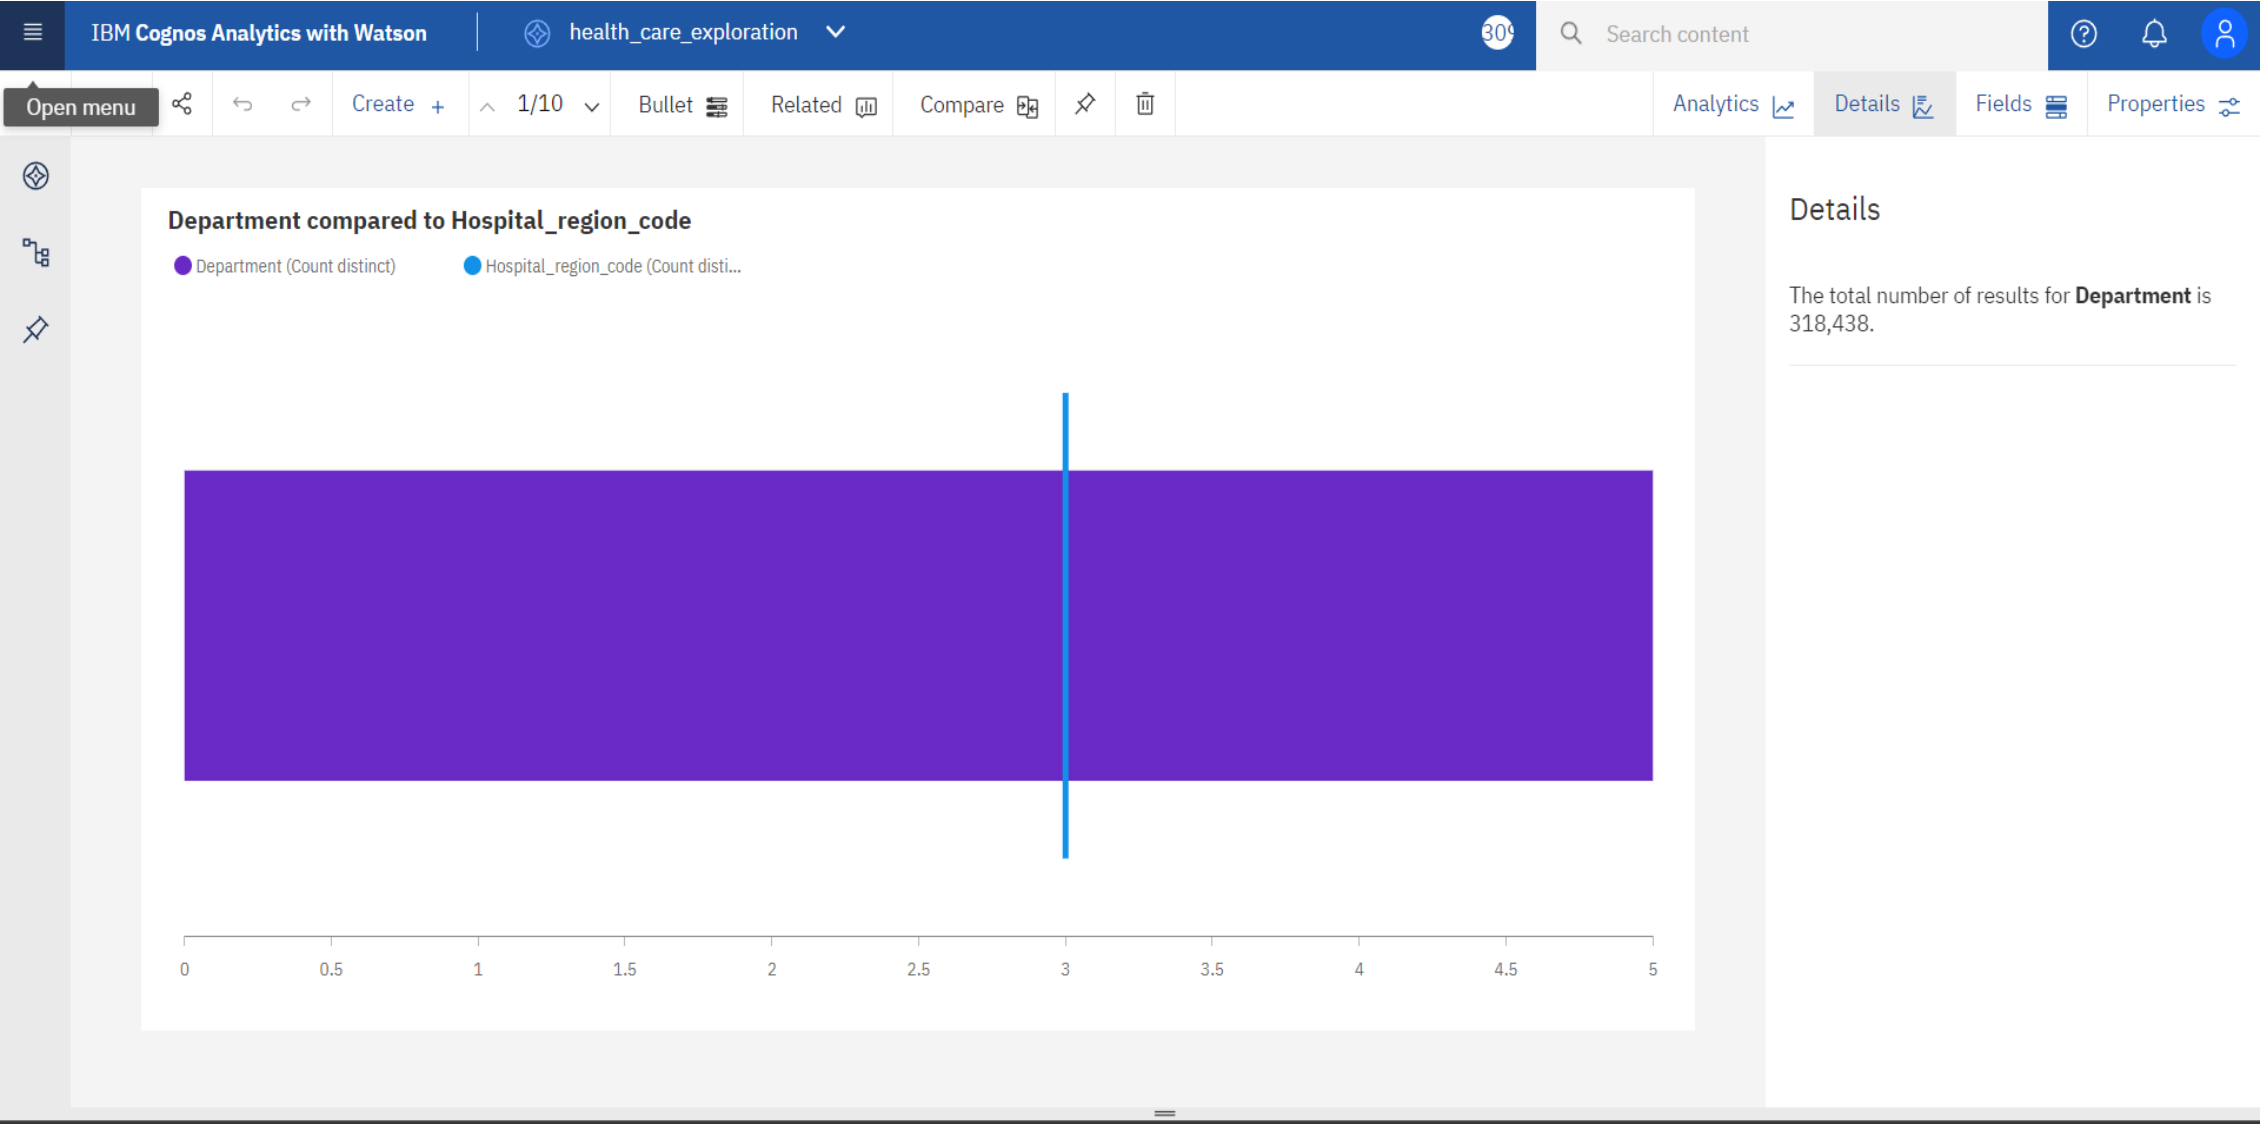 IBM Cognos Analytics with Watson
health_care_exploration
30
Search content
Open menu
Create +
1/10
Bullet
Related
Compare
Analytics
Details
Fields
Properties
Department compared to Hospital_region_code
Department (Count distinct)
Hospital_region_code (Count disti...
0
0.5
1
1.5
2
2.5
3
3.5
4
4.5
5
Details
The total number of results for Department is
318,438.